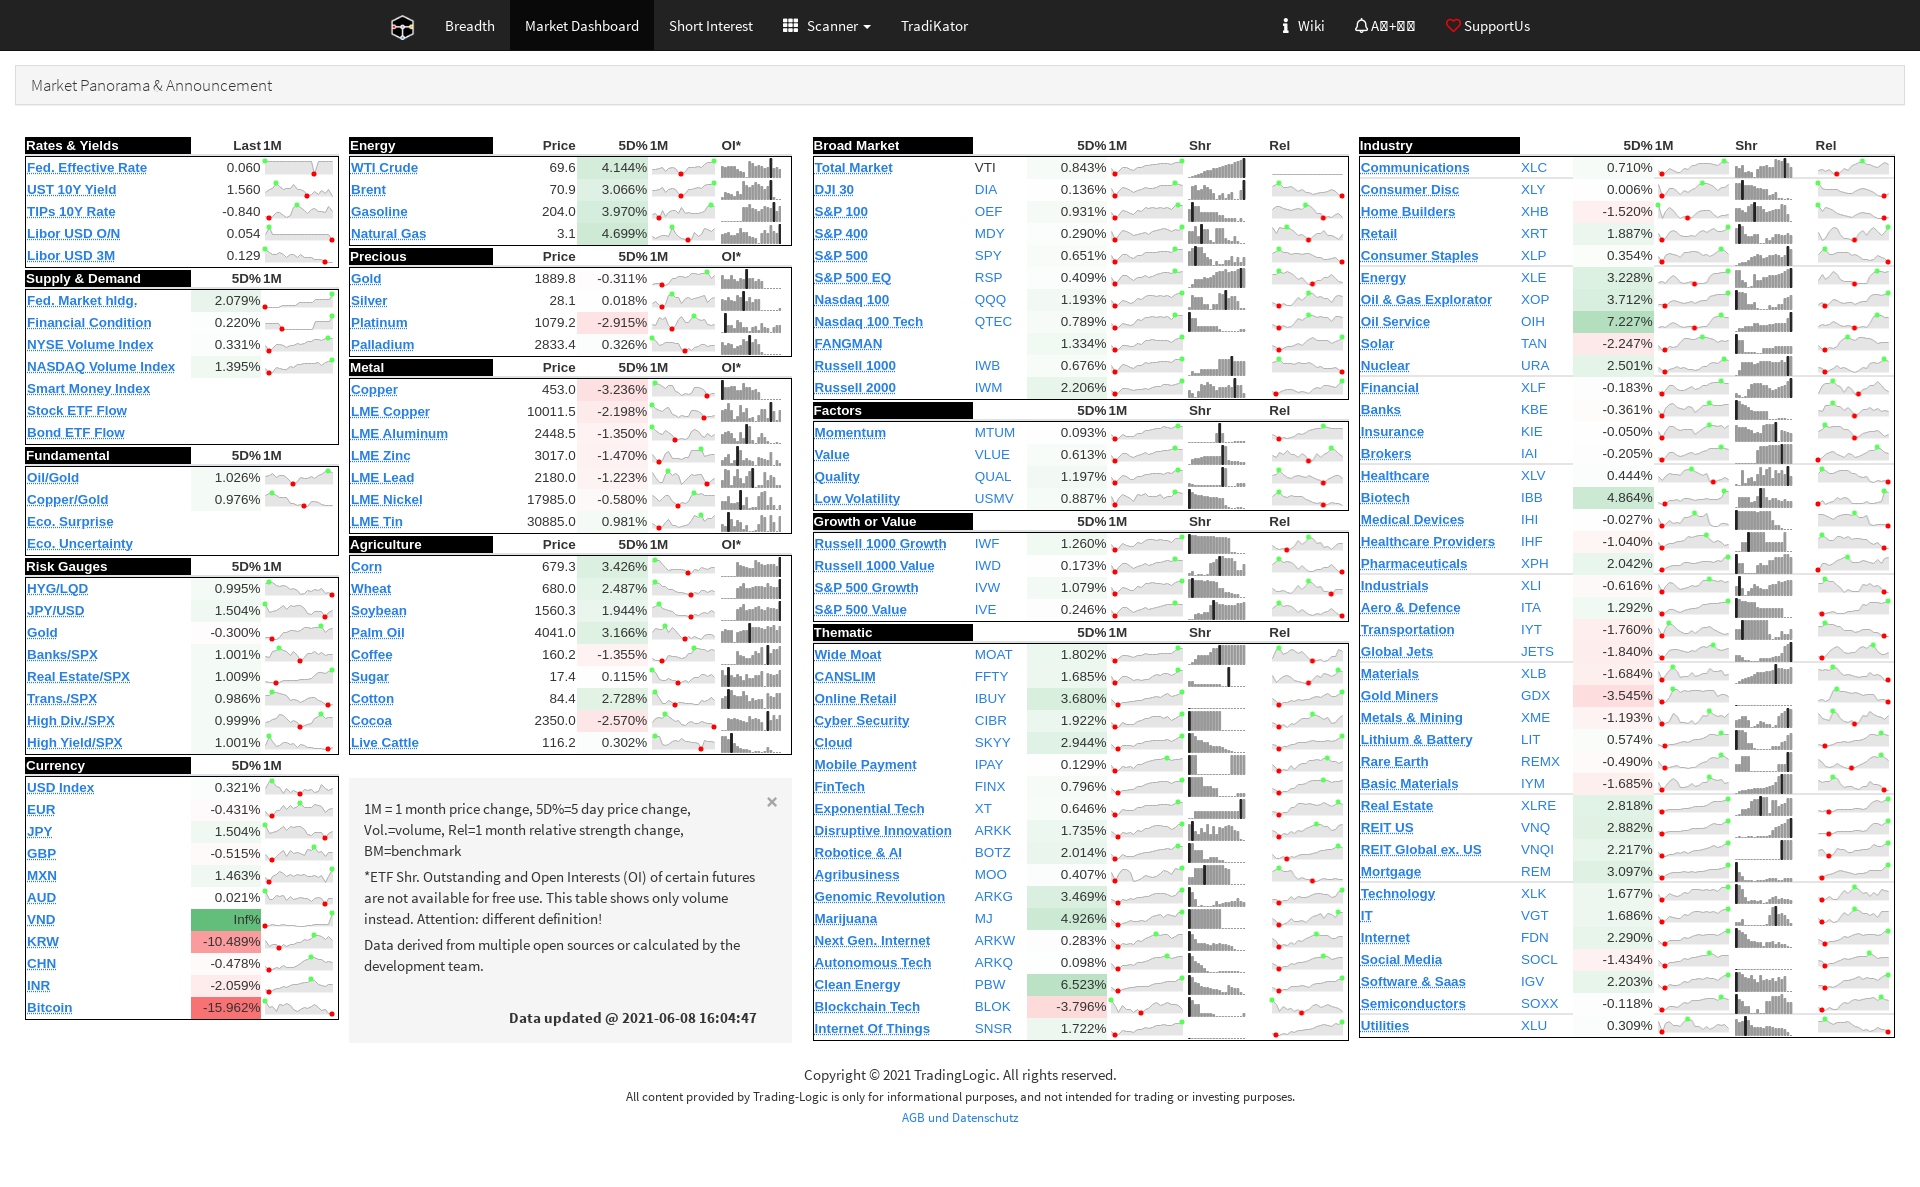 Breadth Market Dashboard Short Interest Scanner TradiKator Wiki SupportUs
Market Panorama & Announcement
Rates & Yields Last 1M
Fed. Effective Rate 0.060
UST 10Y Yield 1.560
TIPs 10Y Rate -0.840
Libor USD O/N 0.054
Libor USD 3M 0.129
Supply & Demand 5D% 1M
Fed. Market hldg. 2.079%
Financial Condition 0.220%
NYSE Volume Index 0.331%
NASDAQ Volume Index 1.395%
Smart Money Index
Stock ETF Flow
Bond ETF Flow
Fundamental 5D% 1M
Oil/Gold 1.026%
Copper/Gold 0.976%
Eco. Surprise
Eco. Uncertainty
Risk Gauges 5D% 1M
HYG/LQD 0.995%
JPY/USD 1.504%
Gold -0.300%
Banks/SPX 1.001%
Real Estate/SPX 1.009%
Trans./SPX 0.986%
High Div./SPX 0.999%
High Yield/SPX 1.001%
Currency 5D% 1M
USD Index 0.321%
EUR -0.431%
JPY 1.504%
GBP -0.515%
MXN 1.463%
AUD 0.021%
VND Inf%
KRW -10.489%
CHN -0.478%
INR -2.059%
Bitcoin -15.962%
Energy Price 5D% 1M OI*
WTI Crude 69.6 4.144%
Brent 70.9 3.066%
Gasoline 204.0 3.970%
Natural Gas 3.1 4.699%
Precious Price 5D% 1M OI*
Gold 1889.8 -0.311%
Silver 28.1 0.018%
Platinum 1079.2 -2.915%
Palladium 2833.4 0.326%
Metal Price 5D% 1M OI*
Copper 453.0 -3.236%
LME Copper 10011.5 -2.198%
LME Aluminum 2448.5 -1.350%
LME Zinc 3017.0 -1.470%
LME Lead 2180.0 -1.223%
LME Nickel 17985.0 -0.580%
LME Tin 30885.0 0.981%
Agriculture Price 5D% 1M OI*
Corn 679.3 3.426%
Wheat 680.0 2.487%
Soybean 1560.3 1.944%
Palm Oil 4041.0 3.166%
Coffee 160.2 -1.355%
Sugar 17.4 0.115%
Cotton 84.4 2.728%
Cocoa 2350.0 -2.570%
Live Cattle 116.2 0.302%
×
1M = 1 month price change, 5D%=5 day price change,
Vol.=volume, Rel=1 month relative strength change,
BM=benchmark
*ETF Shr. Outstanding and Open Interests (OI) of certain futures
are not available for free use. This table shows only volume
instead. Attention: different definition!
Data derived from multiple open sources or calculated by the
development team.
Data updated @ 2021-06-08 16:04:47
Broad Market 5D% 1M Shr Rel
Total Market VTI 0.843%
DJI 30 DIA 0.136%
S&P 100 OEF 0.931%
S&P 400 MDY 0.290%
S&P 500 SPY 0.651%
S&P 500 EQ RSP 0.409%
Nasdaq 100 QQQ 1.193%
Nasdaq 100 Tech QTEC 0.789%
FANGMAN 1.334%
Russell 1000 IWB 0.676%
Russell 2000 IWM 2.206%
Factors 5D% 1M Shr Rel
Momentum MTUM 0.093%
Value VLUE 0.613%
Quality QUAL 1.197%
Low Volatility USMV 0.887%
Growth or Value 5D% 1M Shr Rel
Russell 1000 Growth IWF 1.260%
Russell 1000 Value IWD 0.173%
S&P 500 Growth IVW 1.079%
S&P 500 Value IVE 0.246%
Thematic 5D% 1M Shr Rel
Wide Moat MOAT 1.802%
CANSLIM FFTY 1.685%
Online Retail IBUY 3.680%
Cyber Security CIBR 1.922%
Cloud SKYY 2.944%
Mobile Payment IPAY 0.129%
FinTech FINX 0.796%
Exponential Tech XT 0.646%
Disruptive Innovation ARKK 1.735%
Robotice & AI BOTZ 2.014%
Agribusiness MOO 0.407%
Genomic Revolution ARKG 3.469%
Marijuana MJ 4.926%
Next Gen. Internet ARKW 0.283%
Autonomous Tech ARKQ 0.098%
Clean Energy PBW 6.523%
Blockchain Tech BLOK -3.796%
Internet Of Things SNSR 1.722%
Industry 5D% 1M Shr Rel
Communications XLC 0.710%
Consumer Disc XLY 0.006%
Home Builders XHB -1.520%
Retail XRT 1.887%
Consumer Staples XLP 0.354%
Energy XLE 3.228%
Oil & Gas Explorator XOP 3.712%
Oil Service OIH 7.227%
Solar TAN -2.247%
Nuclear URA 2.501%
Financial XLF -0.183%
Banks KBE -0.361%
Insurance KIE -0.050%
Brokers IAI -0.205%
Healthcare XLV 0.444%
Biotech IBB 4.864%
Medical Devices IHI -0.027%
Healthcare Providers IHF -1.040%
Pharmaceuticals XPH 2.042%
Industrials XLI -0.616%
Aero & Defence ITA 1.292%
Transportation IYT -1.760%
Global Jets JETS -1.840%
Materials XLB -1.684%
Gold Miners GDX -3.545%
Metals & Mining XME -1.193%
Lithium & Battery LIT 0.574%
Rare Earth REMX -0.490%
Basic Materials IYM -1.685%
Real Estate XLRE 2.818%
REIT US VNQ 2.882%
REIT Global ex. US VNQI 2.217%
Mortgage REM 3.097%
Technology XLK 1.677%
IT VGT 1.686%
Internet FDN 2.290%
Social Media SOCL -1.434%
Software & Saas IGV 2.203%
Semiconductors SOXX -0.118%
Utilities XLU 0.309%
Copyright © 2021 TradingLogic. All rights reserved.
All content provided by Trading-Logic is only for informational purposes, and not intended for trading or investing purposes.
AGB und Datenschutz